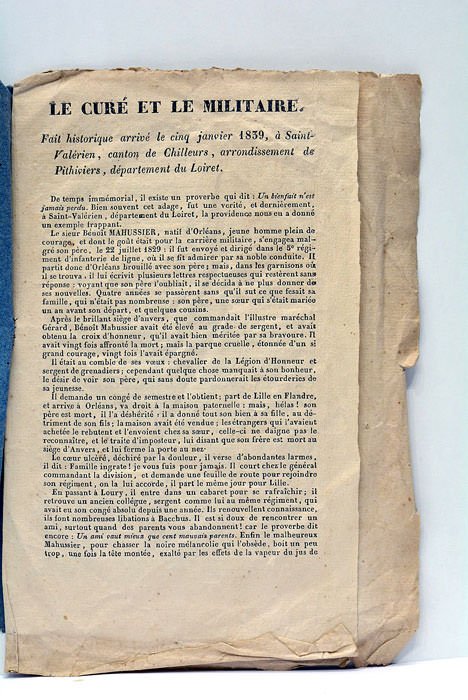 LE CURÉ ET LE MILITAIRE.
Fait historique arrivé le cinq janvier 1839, à Saint-
Valérien, canton de Chilleurs, arrondissement de
Pithiviers, département du Loiret.
De temps immémorial, il existe un proverbe qui dit : Un bienfait n'est
jamais perdu. Bien souvent cet adage, fut une verité, et dernièrement,
à Saint-Valérien, département du Loiret, la providence nous en a donné
un exemple frappant.
Le sieur Bénoît MAHUSSIER, natif d'Orléans, jeune homme plein de
courage, et dont le goût était pour la carrière militaire, s'engagea mal-
gré son père, le 22 juillet 1829 : il fut envoyé et dirigé dans le 5e régi-
ment d'infanterie de ligne, où il se fit admirer par sa noble conduite. Il
partit donc d'Orléans brouillé avec son père ; mais, dans les garnisons où
il se trouva, il lui écrivit plusieurs lettres respectueuses qui restèrent sans
réponse : voyant que son père l'oubliait, il se décida à ne plus donner de
ses nouvelles. Quatre années se passèrent sans qu'il sut ce que fesait sa
famille, qui n'était pas nombreuse : son père, une sœur qui s'était mariée
un an avant son départ, et quelques cousins.
Après le brillant siège d'anvers, que commandait l'illustre maréchal
Gérard, Bénoît Mahussier avait été élevé au grade de sergent, et avait
obtenu la croix d'honneur, qu'il avait bien méritée par sa bravoure. Il
avait vingt fois affronté la mort ; mais la parque cruelle, étonnée d'un si
grand courage, vingt fois l'avait épargné.
Il était au comble de ses vœux : chevalier de la Légion d'Honneur et
sergent de grenadiers ; cependant quelque chose manquait à son bonheur,
le désir de voir son père, qui sans doute pardonnerait les étourderies de
sa jeunesse.
Il demande un congé de semestre et l'obtient ; part de Lille en Flandre,
et arrive à Orléans, va droit à la maison paternelle : mais, hélas ! son
père est mort, il l'a déshérité : il a donné tout son bien à sa fille, au dé-
triment de son fils ; la maison avait été vendue ; les étrangers qui l'avaient
achetée le rebutent et l'envoient chez sa sœur, celle-ci ne daigne pas le
reconnaître, et le traite d'imposteur, lui disant que son frère est mort au
siège d'Anvers, et lui ferme la porte au nez.
Le cœur ulcéré, déchiré par la douleur, il verse d'abondantes larmes,
il dit : Famille ingrate ! je vous fuis pour jamais. Il court chez le général
commandant la division, et demande une feuille de route pour rejoindre
son régiment, on la lui accorde, il part le même jour pour Lille.
En passant à Loury, il entre dans un cabaret pour se rafraîchir ; il
retrouve un ancien collègue, sergent comme lui au même régiment, qui
avait eu son congé absolu depuis une année. Ils renouvellent connaissance,
ils font nombreuses libations à Bacchus. Il est si doux de rencontrer un
ami, surtout quand des parents vous abandonnent ! car le proverbe dit
encore : Un ami vaut mieux que cent mauvais parents. Enfin le malheureux
Mahussier, pour chasser la noire mélancolie qui l'obsède, boit un peu
trop, une fois la tête montée, exalté par les effets de la vapeur du jus de